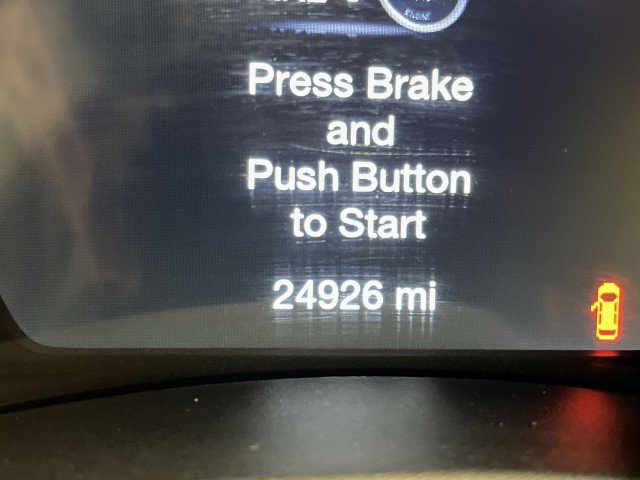 Press Brake
and
Push Button
to Start
24926 mi